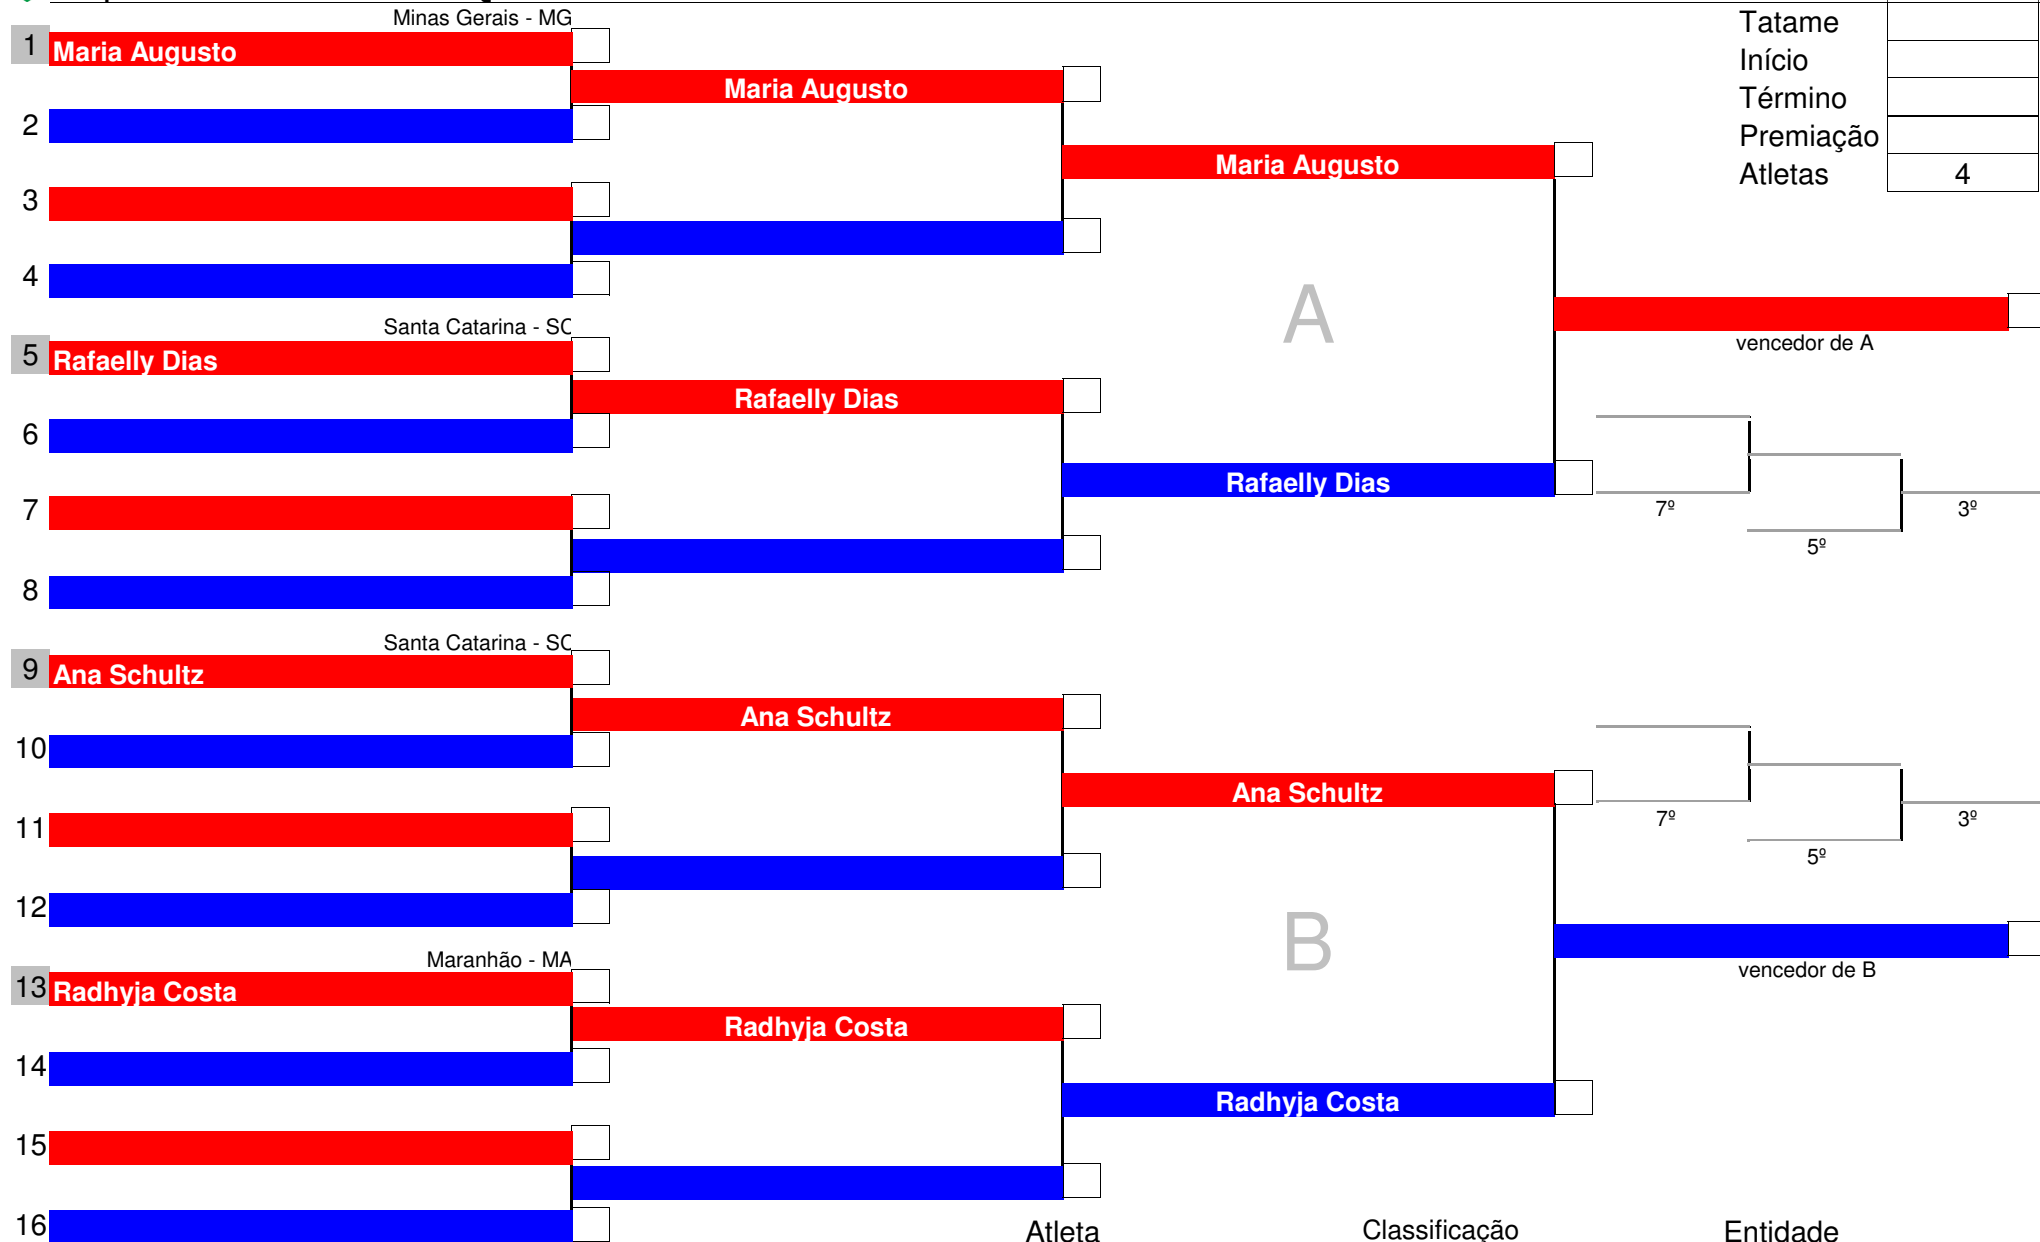 Minas Gerais - MG
Tatame
1 Maria Augusto
Início
Maria Augusto
Término
2
Premiação
Maria Augusto
Atletas 4
3
4
A
Santa Catarina - SC
vencedor de A
5 Rafaelly Dias
Rafaelly Dias
6
Rafaelly Dias
7
7º 3º
5º
8
Santa Catarina - SC
9 Ana Schultz
Ana Schultz
10
Ana Schultz
11
7º 3º
5º
12
B
Maranhão - MA
vencedor de B
13 Radhyja Costa
Radhyja Costa
14
Radhyja Costa
15
16
Atleta Classificação Entidade